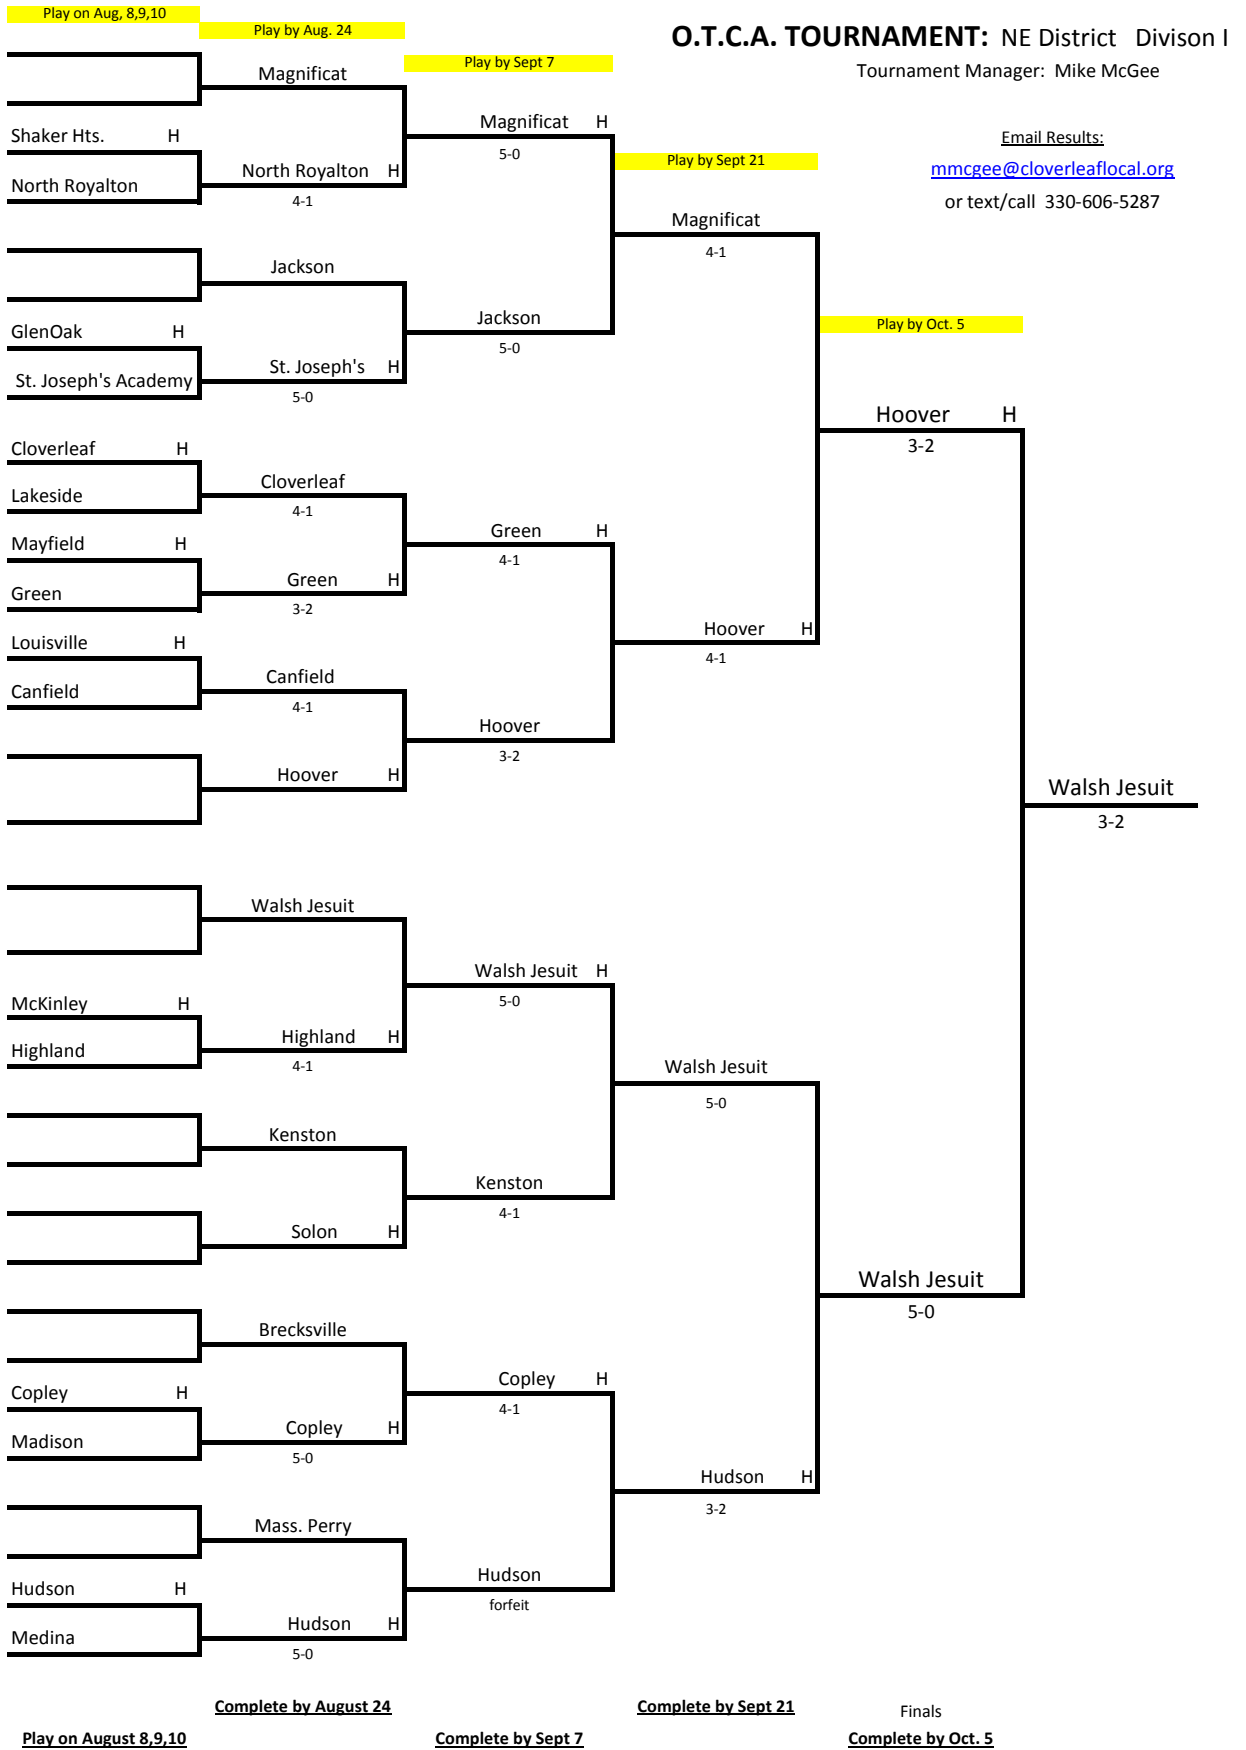 Play on Aug, 8,9,10
Play by Aug. 24
Play by Sept 7
O.T.C.A. TOURNAMENT: NE District Divison I
Tournament Manager: Mike McGee
Email Results:
mmcgee@cloverleaflocal.org
or text/call 330-606-5287
Play by Sept 21
Play by Oct. 5
Magnificat
Shaker Hts. H
North Royalton
North Royalton H
4-1
Magnificat H
5-0
Jackson
GlenOak H
St. Joseph's Academy
St. Joseph's H
5-0
Jackson
5-0
Magnificat
4-1
Cloverleaf H
Lakeside
Cloverleaf
4-1
Mayfield H
Green
Green H
3-2
Green H
4-1
Louisville H
Canfield
Canfield
4-1
Hoover H
Hoover
3-2
Hoover H
4-1
Hoover H
3-2
Walsh Jesuit
3-2
Walsh Jesuit
McKinley H
Highland
Highland H
4-1
Walsh Jesuit H
5-0
Kenston
Solon H
Kenston
4-1
Walsh Jesuit
5-0
Walsh Jesuit
5-0
Brecksville
Copley H
Madison
Copley H
5-0
Copley H
4-1
Mass. Perry
Hudson H
Medina
Hudson H
5-0
Hudson
forfeit
Hudson H
3-2
Complete by August 24
Complete by Sept 21
Finals
Play on August 8,9,10
Complete by Sept 7
Complete by Oct. 5